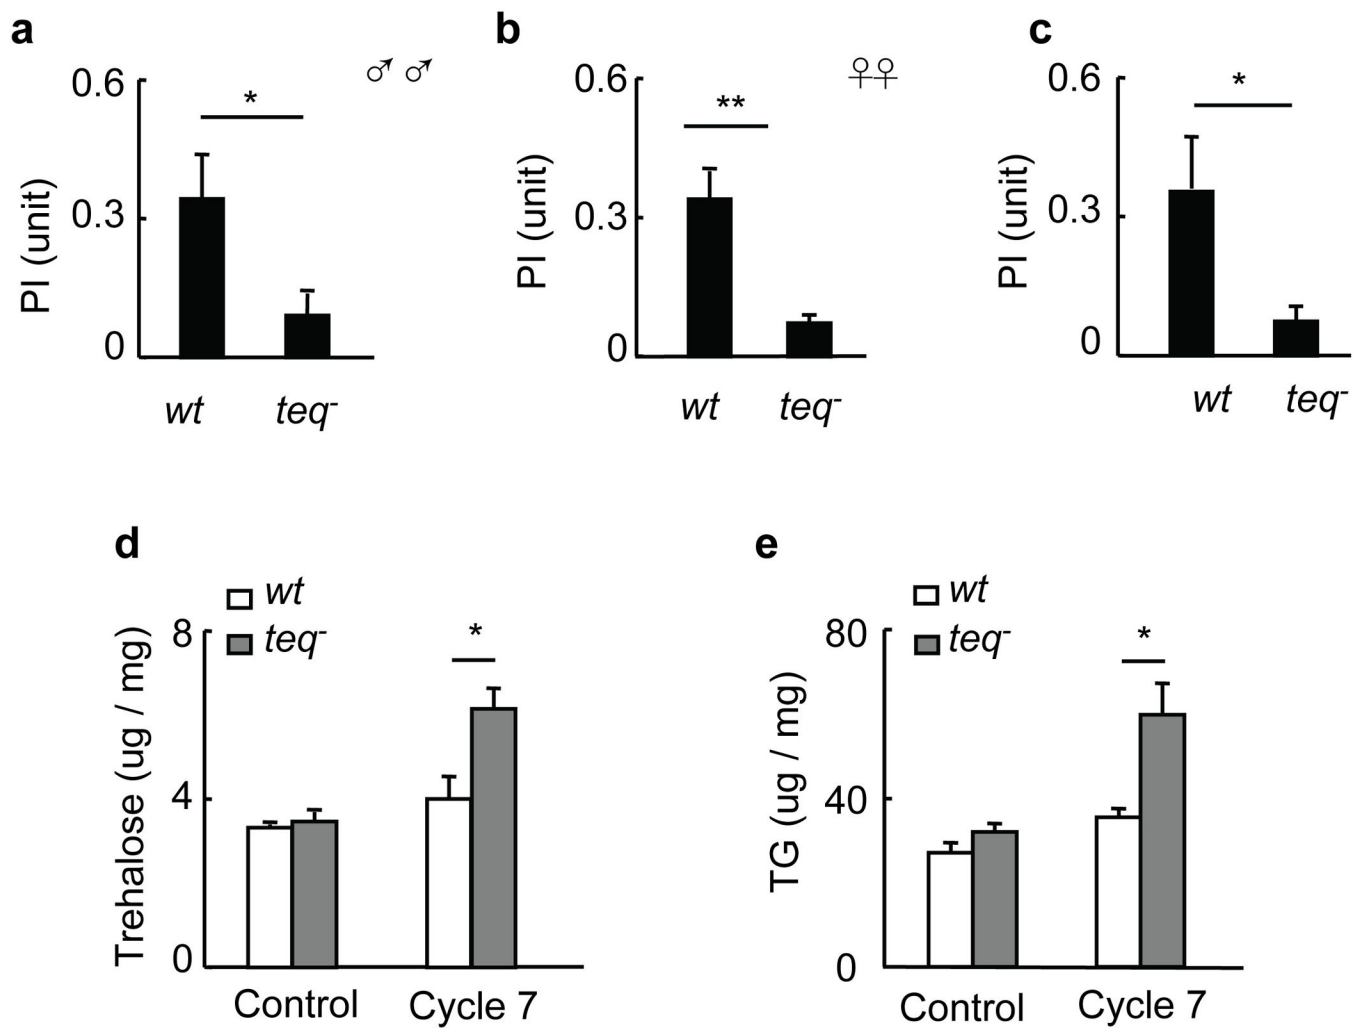 a
♂♂
0.6
*
PI (unit)
0.3
0
wt teq-
b
♀♀
0.6
**
PI (unit)
0.3
0
wt teq-
c
0.6
*
PI (unit)
0.3
0
wt teq-
d
wt
teq-
8
*
Trehalose (ug / mg)
4
0
Control Cycle 7
e
wt
teq-
80
*
TG (ug / mg)
40
0
Control Cycle 7